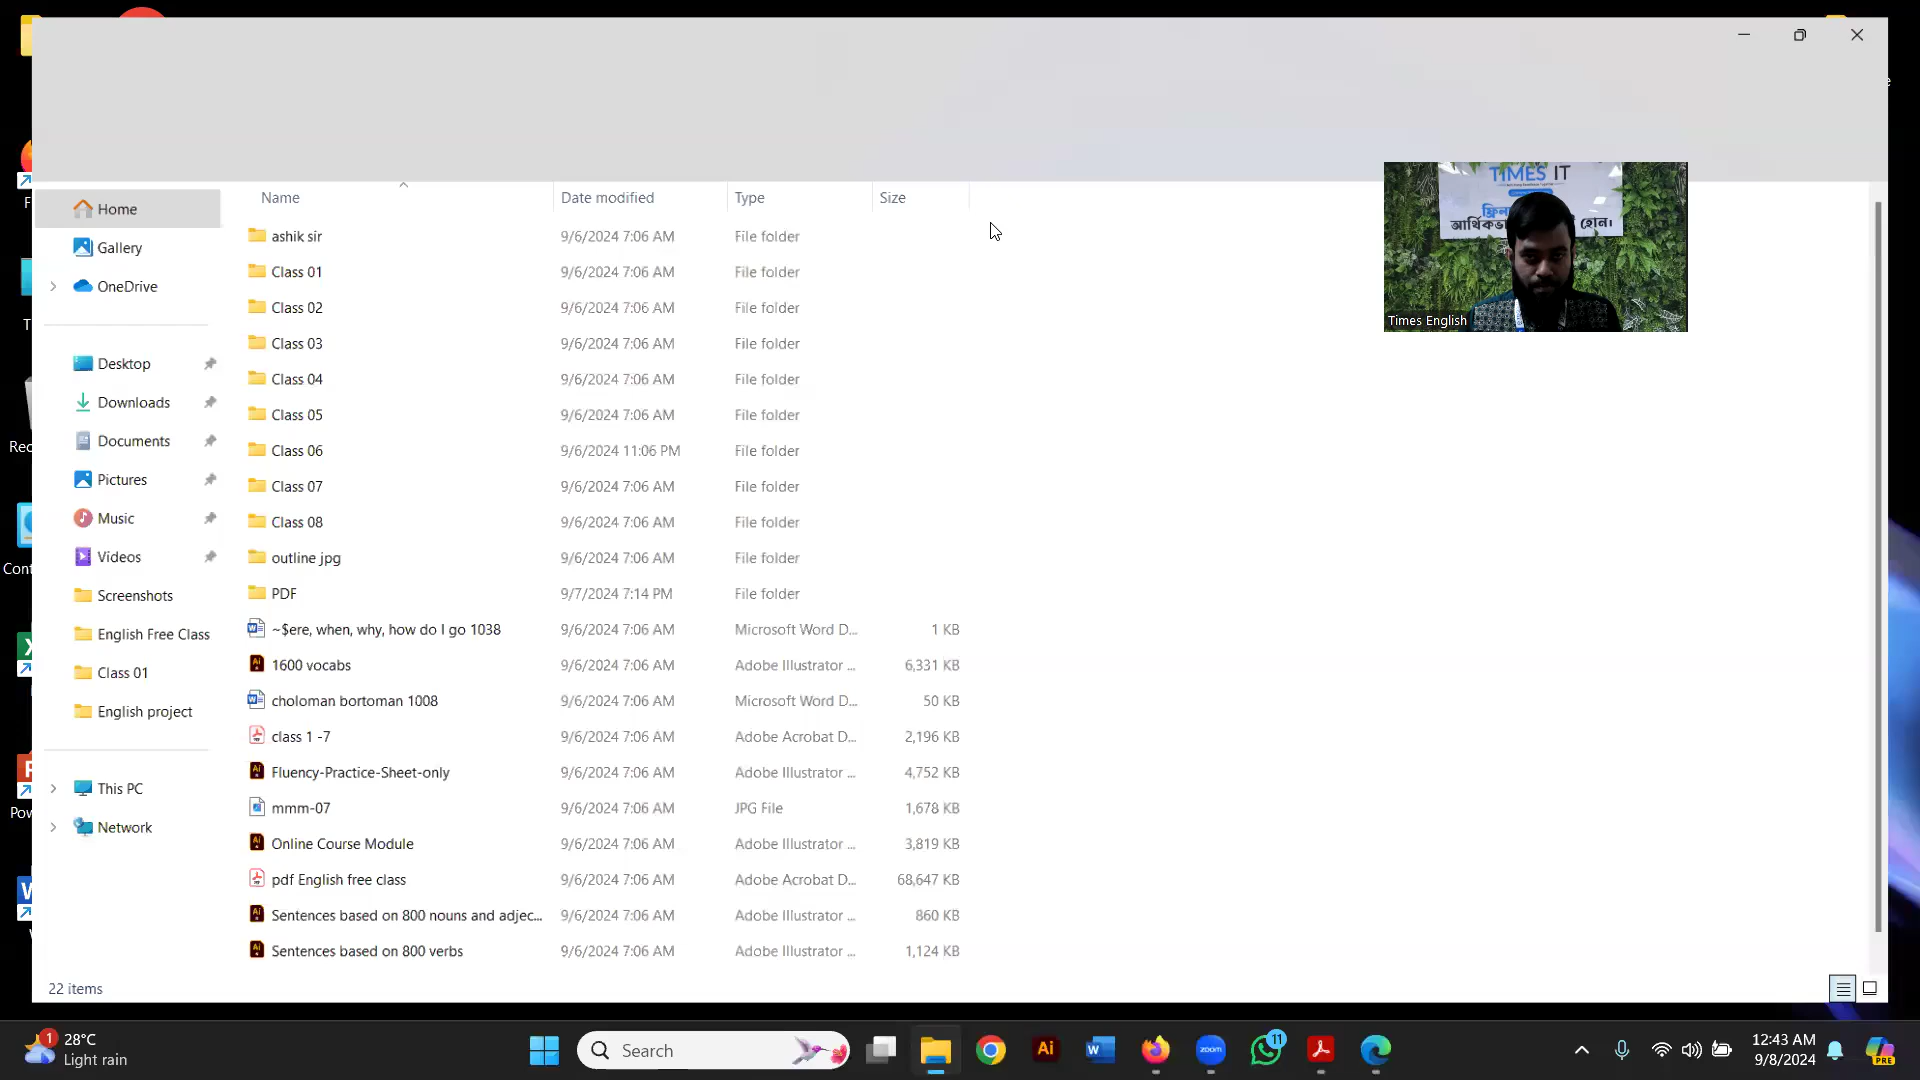 Name
Date modified
Type
Size
Home
Gallery
OneDrive
Desktop
Downloads
Documents
Pictures
Music
Videos
Screenshots
English Free Class
Class 01
English project
This PC
Network
ashik sir 9/6/2024 7:06 AM File folder
Class 01 9/6/2024 7:06 AM File folder
Class 02 9/6/2024 7:06 AM File folder
Class 03 9/6/2024 7:06 AM File folder
Class 04 9/6/2024 7:06 AM File folder
Class 05 9/6/2024 7:06 AM File folder
Class 06 9/6/2024 11:06 PM File folder
Class 07 9/6/2024 7:06 AM File folder
Class 08 9/6/2024 7:06 AM File folder
outline jpg 9/6/2024 7:06 AM File folder
PDF 9/7/2024 7:14 PM File folder
~$ere, when, why, how do I go 1038 9/6/2024 7:06 AM Microsoft Word D... 1 KB
1600 vocabs 9/6/2024 7:06 AM Adobe Illustrator ... 6,331 KB
choloman bortoman 1008 9/6/2024 7:06 AM Microsoft Word D... 50 KB
class 1 -7 9/6/2024 7:06 AM Adobe Acrobat D... 2,196 KB
Fluency-Practice-Sheet-only 9/6/2024 7:06 AM Adobe Illustrator ... 4,752 KB
mmm-07 9/6/2024 7:06 AM JPG File 1,678 KB
Online Course Module 9/6/2024 7:06 AM Adobe Illustrator ... 3,819 KB
pdf English free class 9/6/2024 7:06 AM Adobe Acrobat D... 68,647 KB
Sentences based on 800 nouns and adjec... 9/6/2024 7:06 AM Adobe Illustrator ... 860 KB
Sentences based on 800 verbs 9/6/2024 7:06 AM Adobe Illustrator ... 1,124 KB
22 items
TIMES IT
হোন।
Times English
1
28°C
Light rain
Search
zoom
11
12:43 AM
9/8/2024
PRE